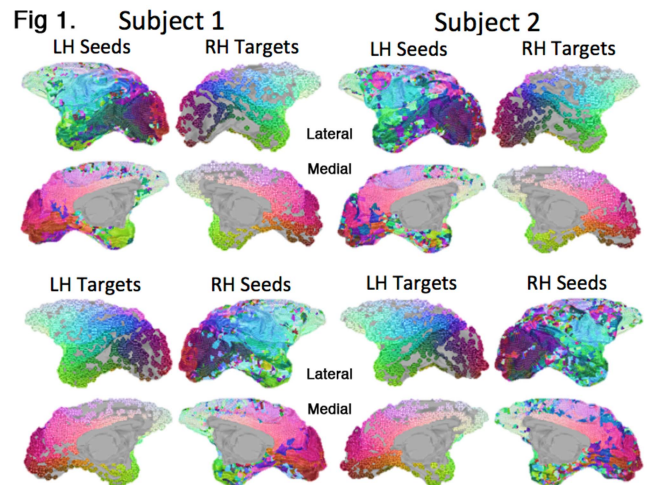 Fig 1.
Subject 1
Subject 2
LH Seeds
RH Targets
LH Seeds
RH Targets
Lateral
Medial
LH Targets
RH Seeds
LH Targets
RH Seeds
Lateral
Medial